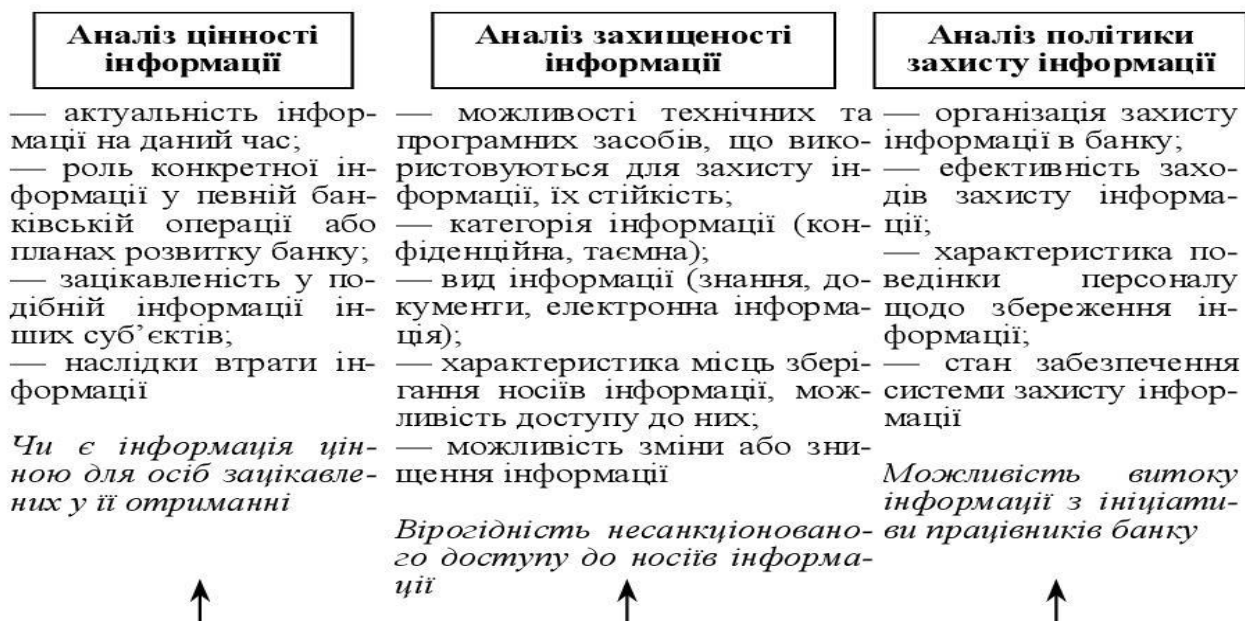 Аналіз цінності
інформації
— актуальність інфор-
мації на даний час;
— роль конкретної ін-
формації у певній бан-
ківській операції або
планах розвитку банку;
— зацікавленість у по-
дібній інформації ін-
ших суб’єктів;
— наслідки втрати ін-
формації
Чи є інформація цін-
ною для осіб зацікавле-
них у її отриманні
Аналіз захищеності
інформації
— можливості технічних та
програмних засобів, що вико-
ристовуються для захисту ін-
формації, їх стійкість;
— категорія інформації (кон-
фіденційна, таємна);
— вид інформації (знання, до-
кументи, електронна інформа-
ція);
— характеристика місць збері-
гання носіїв інформації, мож-
ливість доступу до них;
— можливість зміни або зни-
щення інформації
Вірогідність несанкціоновано-
го доступу до носіїв інформа-
ції
Аналіз політики
захисту інформації
— організація захисту
інформації в банку;
— ефективність захо-
дів захисту інформа-
ції;
— характеристика по-
ведінки персоналу
щодо збереження ін-
формації;
— стан забезпечення
системи захисту інфор-
мації
Можливість витоку
інформації з ініціати-
ви працівників банку